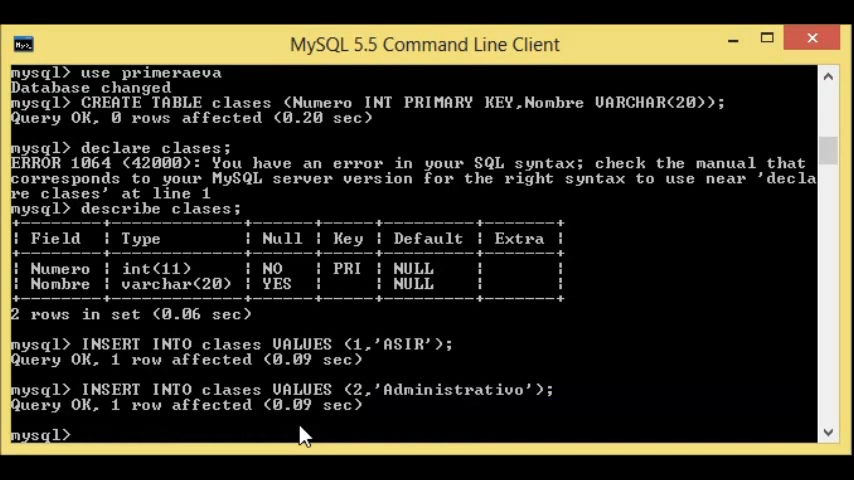 MySQL 5.5 Command Line Client
mysql> use primeraeva
Database changed
mysql> CREATE TABLE clases (Numero INT PRIMARY KEY,Nombre VARCHAR(20));
Query OK, 0 rows affected (0.20 sec)
mysql> declare clases;
ERROR 1064 (42000): You have an error in your SQL syntax; check the manual that
corresponds to your MySQL server version for the right syntax to use near 'decla
re clases' at line 1
mysql> describe clases;
+--------+-------------+------+-----+---------+-------+
| Field | Type | Null | Key | Default | Extra |
+--------+-------------+------+-----+---------+-------+
| Numero | int(11) | NO | PRI | NULL | |
| Nombre | varchar(20) | YES | | NULL | |
+--------+-------------+------+-----+---------+-------+
2 rows in set (0.06 sec)
mysql> INSERT INTO clases VALUES (1,'ASIR');
Query OK, 1 row affected (0.09 sec)
mysql> INSERT INTO clases VALUES (2,'Administrativo');
Query OK, 1 row affected (0.09 sec)
mysql>